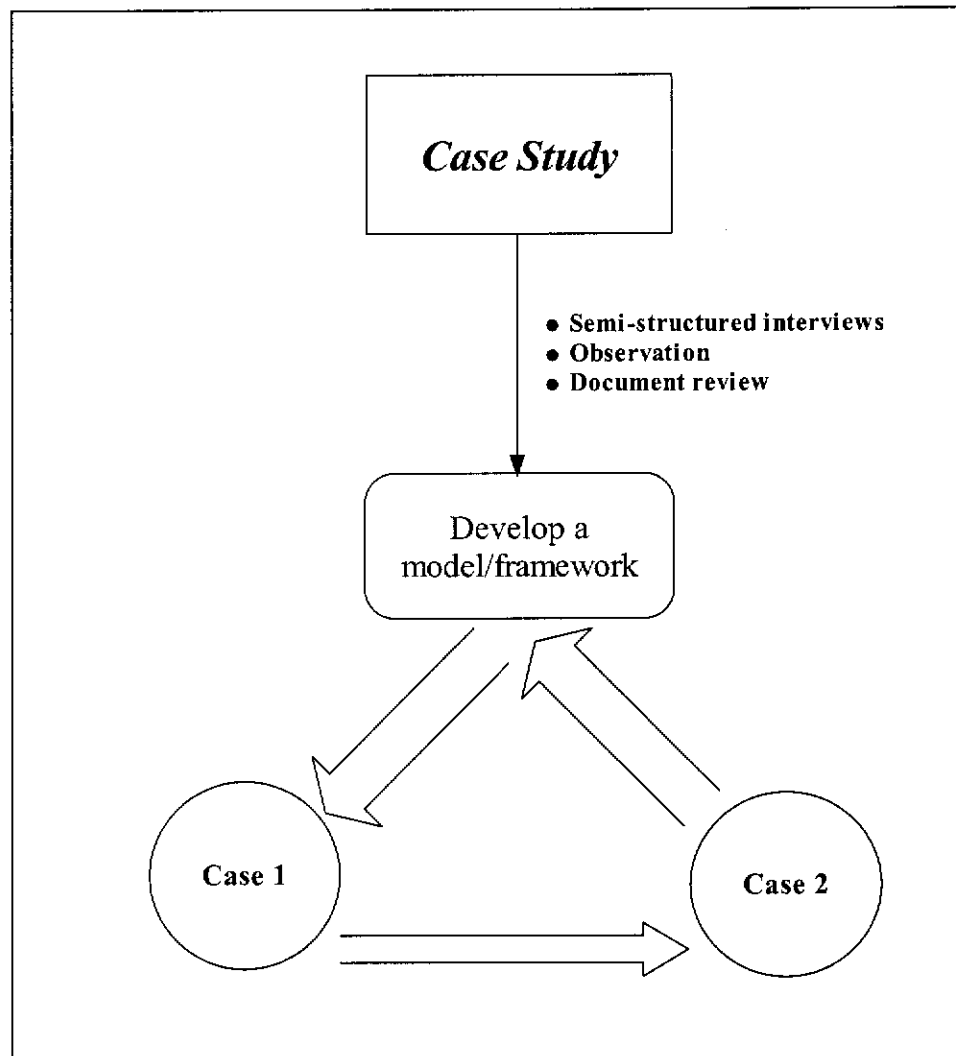 Case Study
● Semi-structured interviews
● Observation
● Document review
Develop a
model/framework
Case 1
Case 2